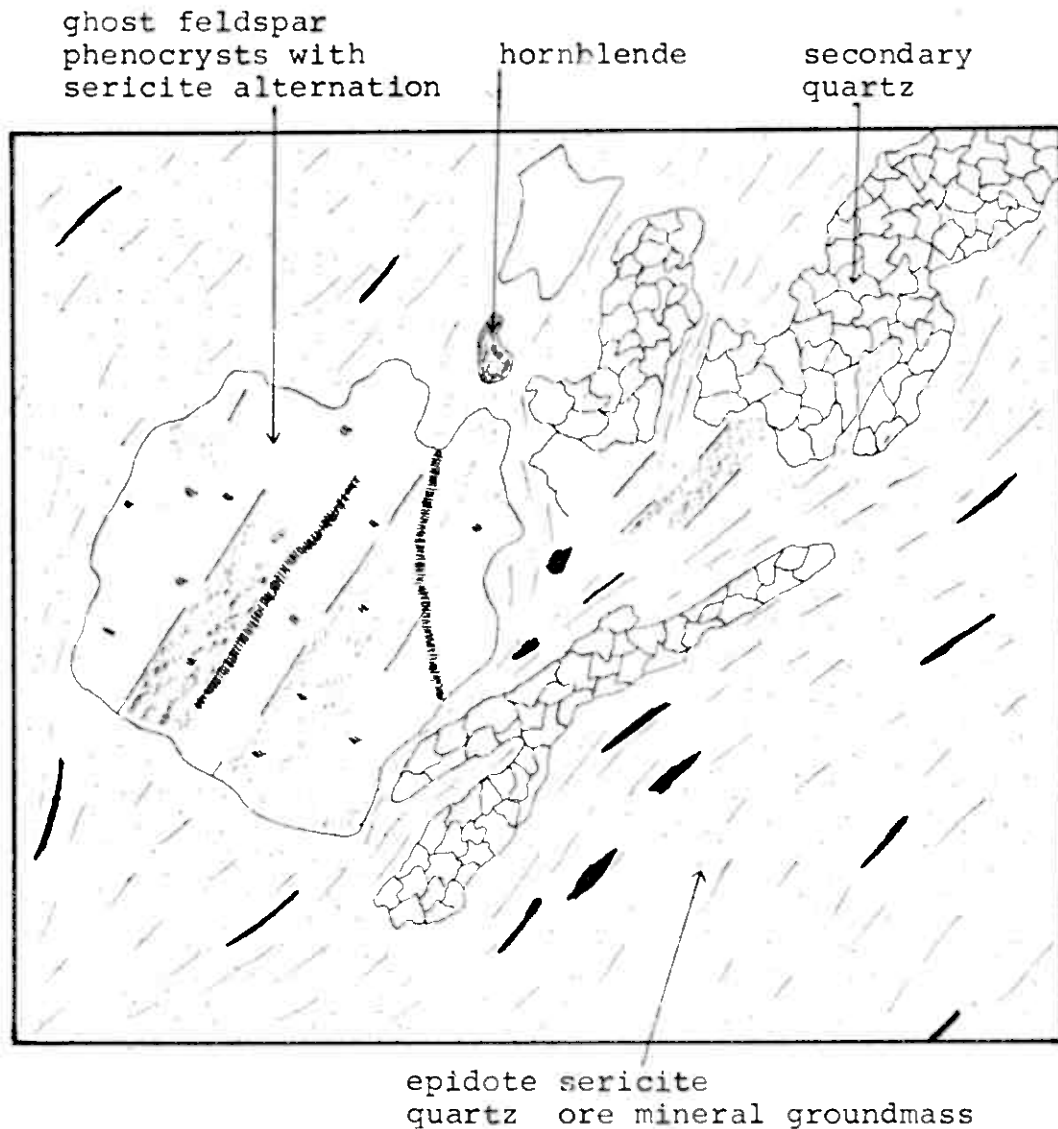 ghost feldspar
phenocrysts with
sericite alternation
hornblende
secondary
quartz
epidote sericite
quartz ore mineral groundmass